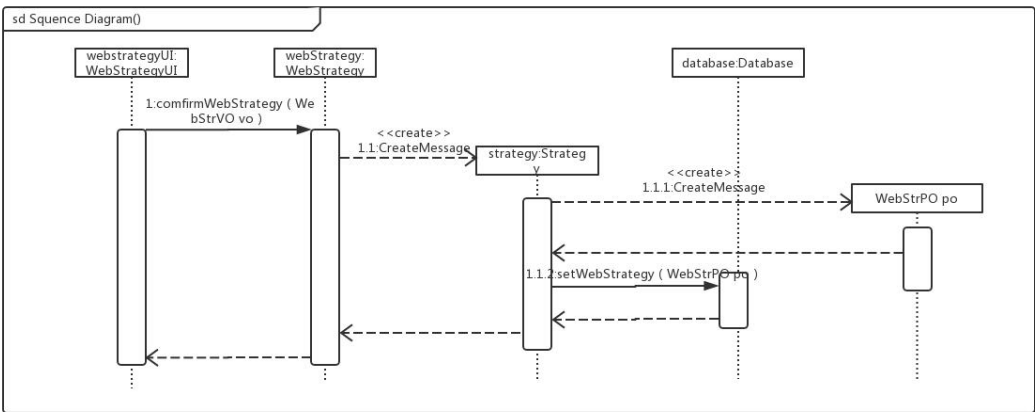 sd Squence Diagram()
webstrategyUI:
WebStrategyUI
webStrategy:
WebStrategy
database:Database
1:comfirmWebStrategy ( We
bStrVO vo )
<<create>>
1.1:CreateMessage
strategy:Strateg
y
<<create>>
1.1.1:CreateMessage
WebStrPO po
1.1.2:setWebStrategy ( WebStrPO po )